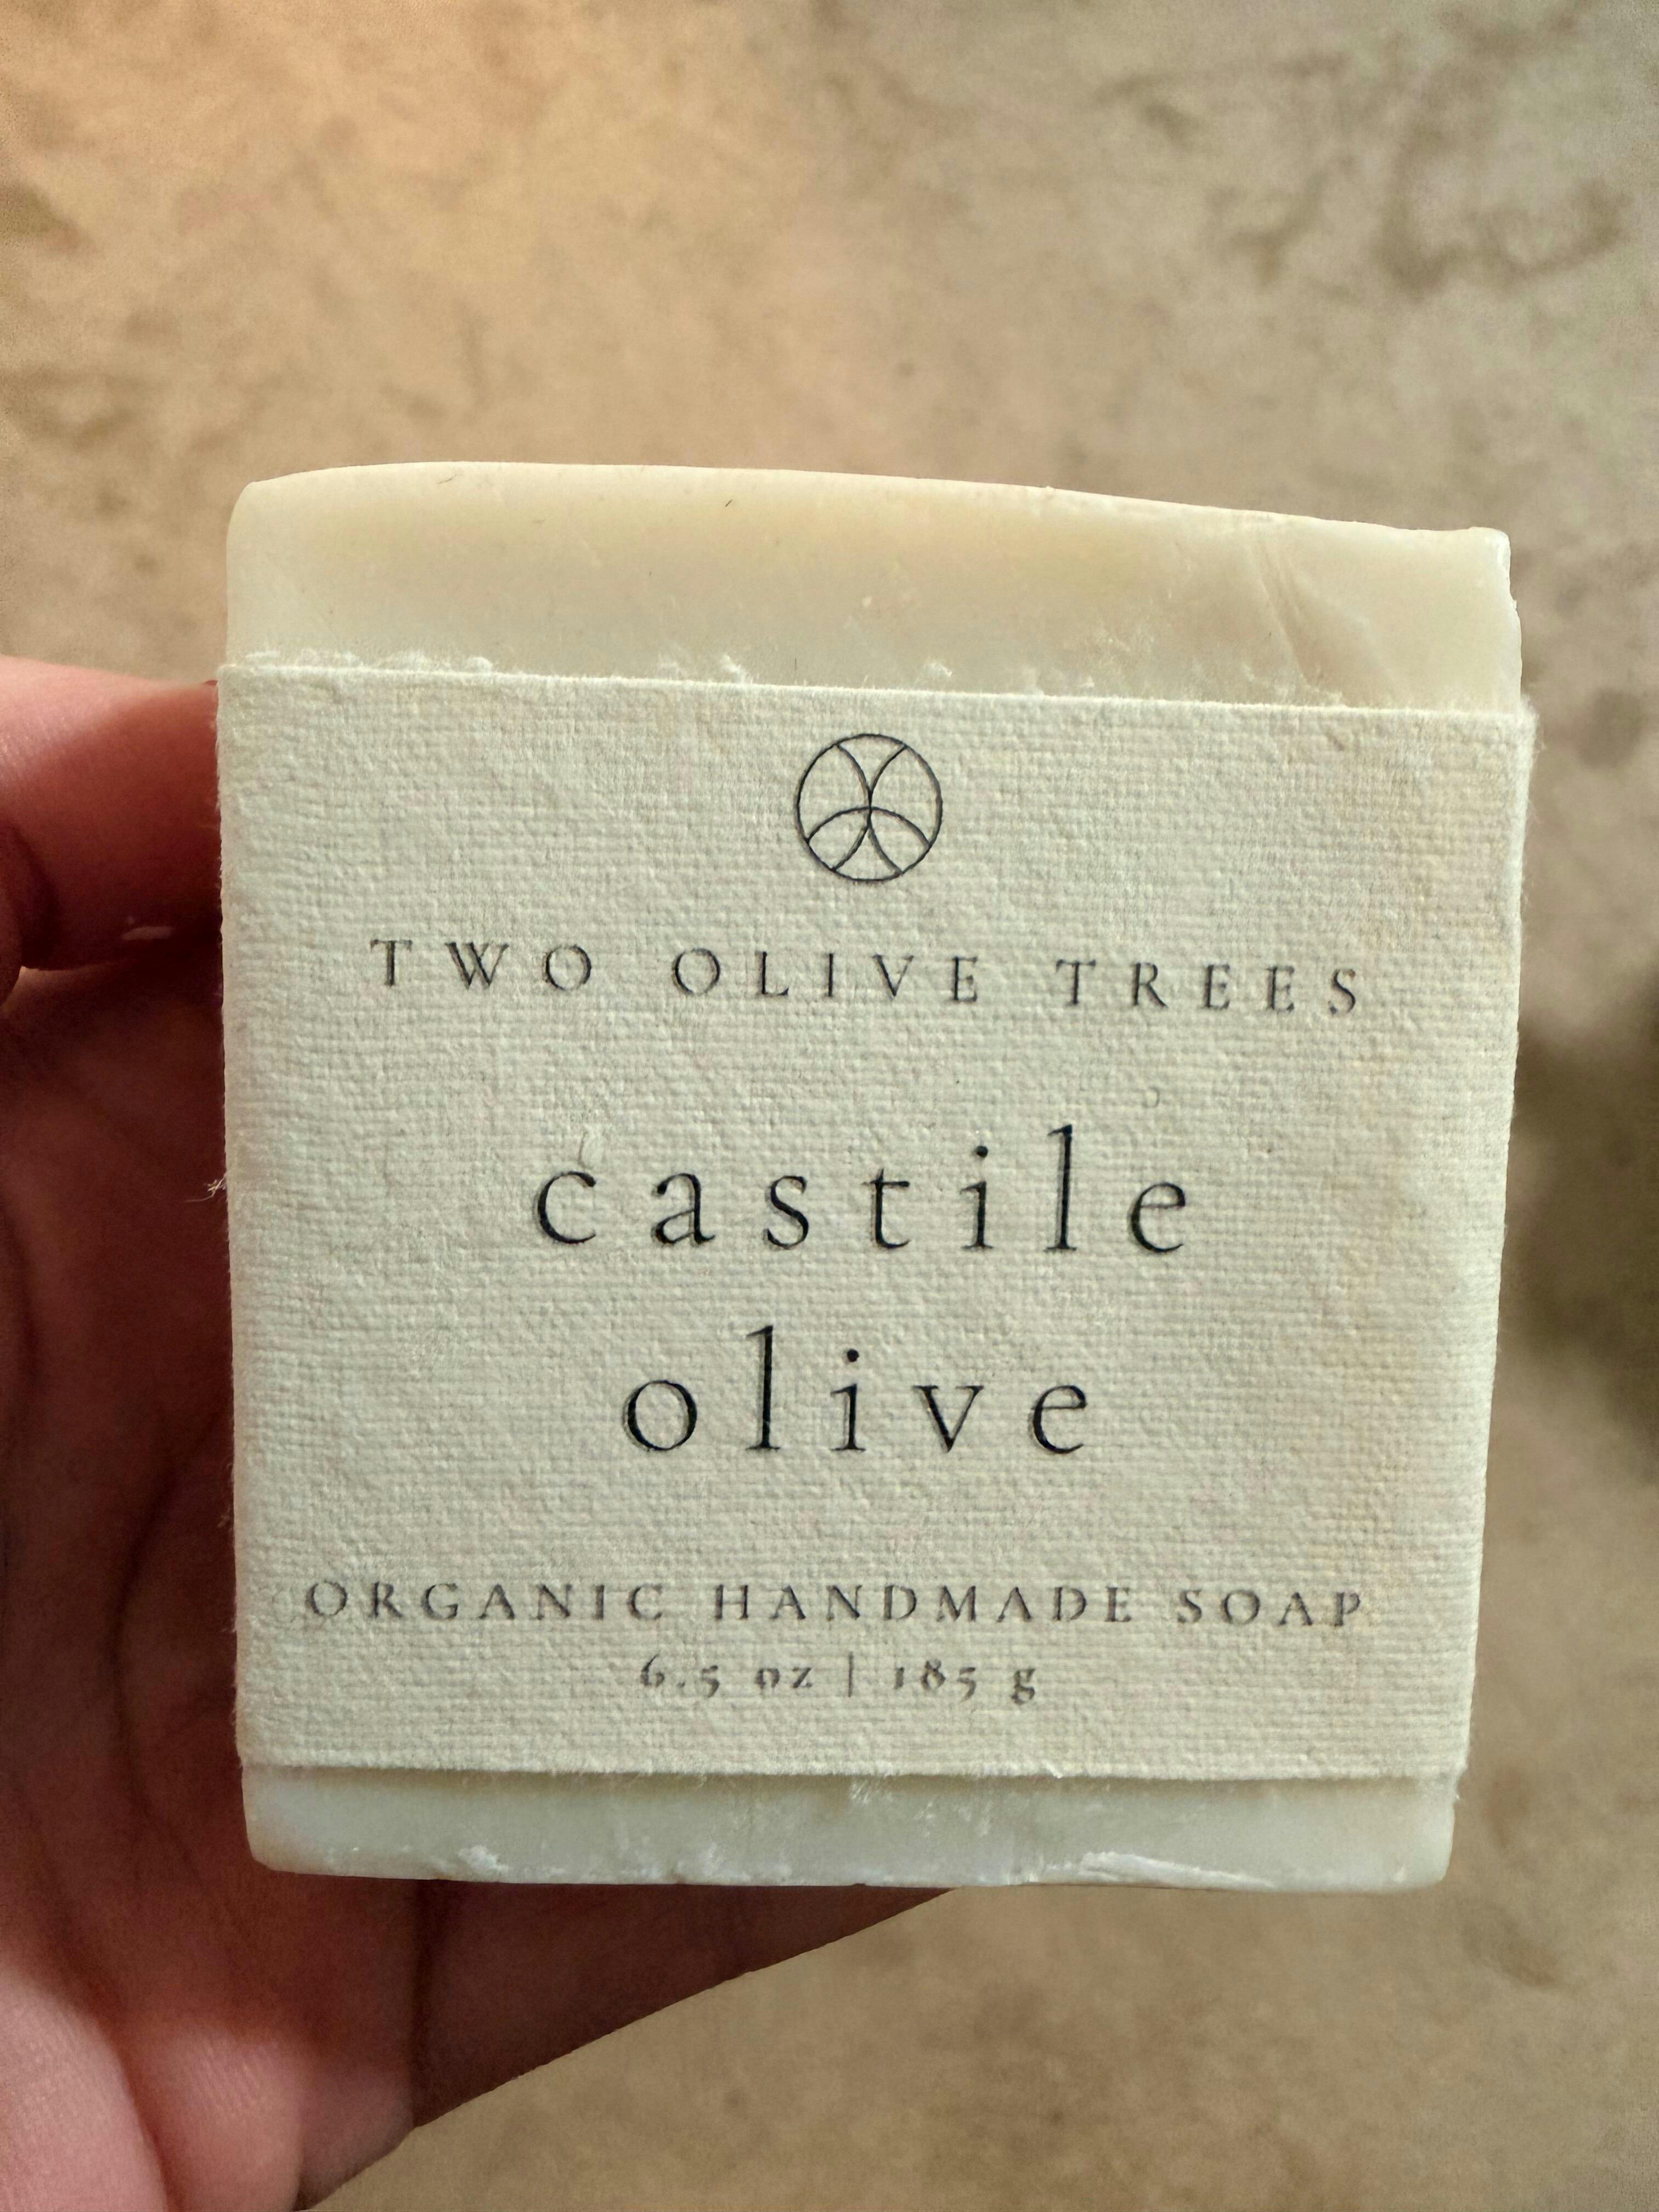 TWO OLIVE TREES
castile
olive
ORGANIC HANDMADE SOAP
6.5 oz | 185 g